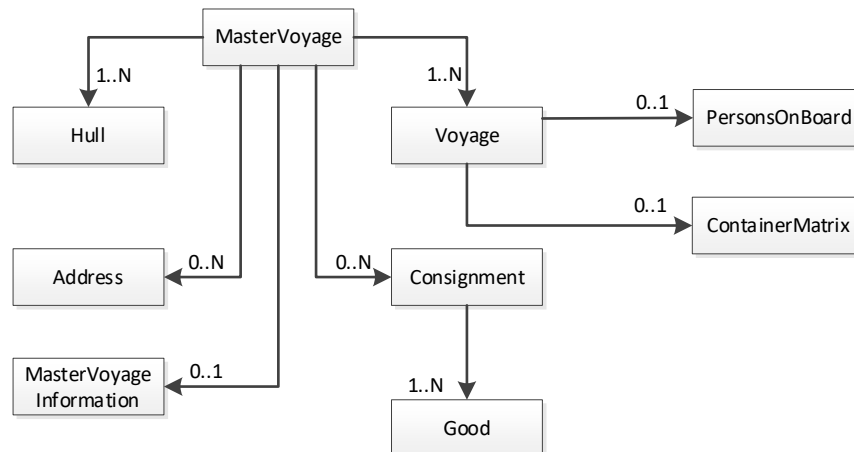 MasterVoyage
1..N
1..N
Hull
Voyage
0..1
PersonsOnBoard
0..1
ContainerMatrix
Address
0..N
0..N
Consignment
MasterVoyage
Information
0..1
1..N
Good